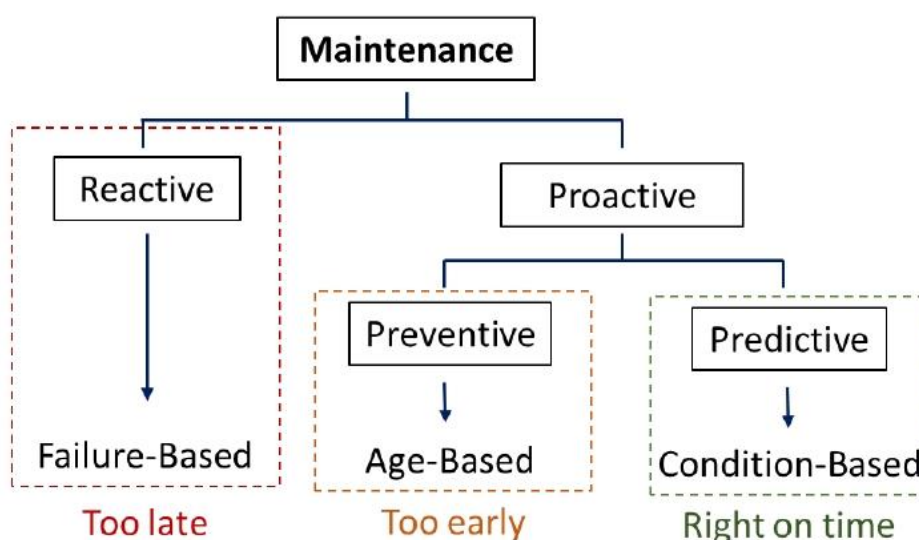 Maintenance
Reactive
Proactive
Preventive
Predictive
Failure-Based
Age-Based
Condition-Based
Too late
Too early
Right on time